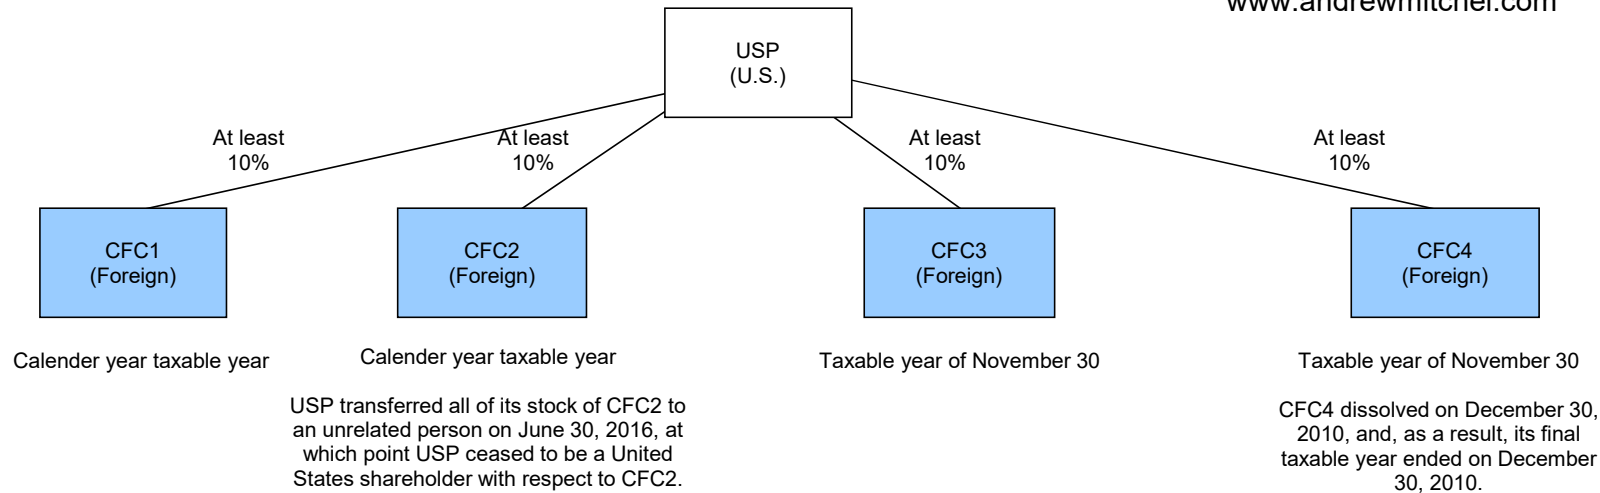 www.andrewmitchel.com
USP
(U.S.)
At least
10%
At least
10%
At least
10%
At least
10%
CFC1
(Foreign)
CFC2
(Foreign)
CFC3
(Foreign)
CFC4
(Foreign)
Calender year taxable year
Calender year taxable year
Taxable year of November 30
Taxable year of November 30
USP transferred all of its stock of CFC2 to
an unrelated person on June 30, 2016, at
which point USP ceased to be a United
States shareholder with respect to CFC2.
CFC4 dissolved on December 30,
2010, and, as a result, its final
taxable year ended on December
30, 2010.